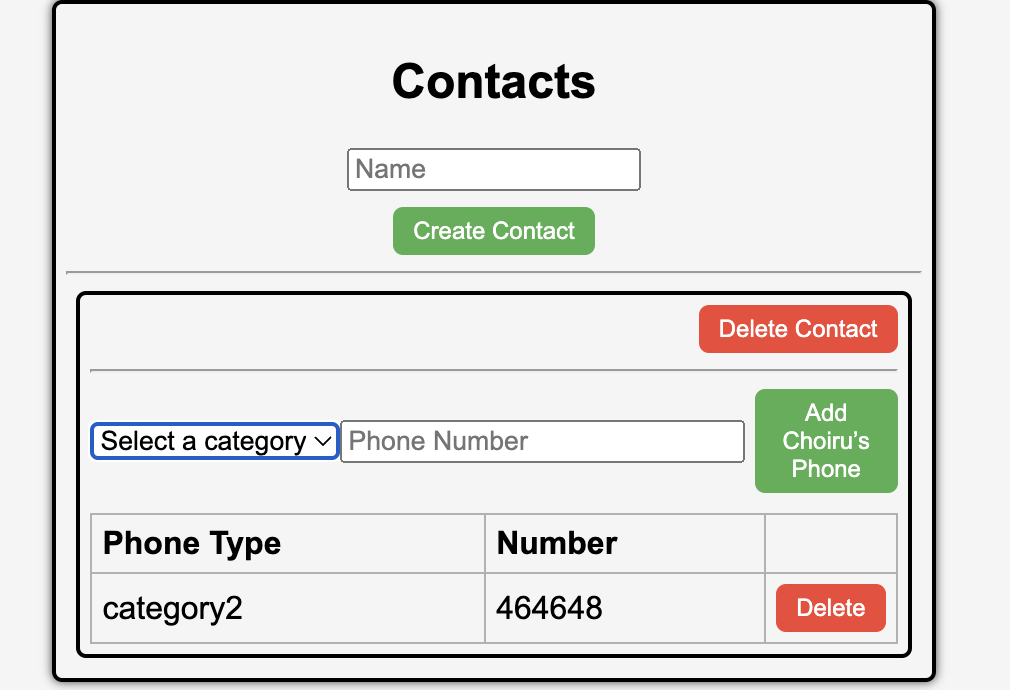 Contacts
Name
Create Contact
Delete Contact
Select a category
Phone Number
Add
Choiru’s
Phone
Phone Type
Number
category2
464648
Delete